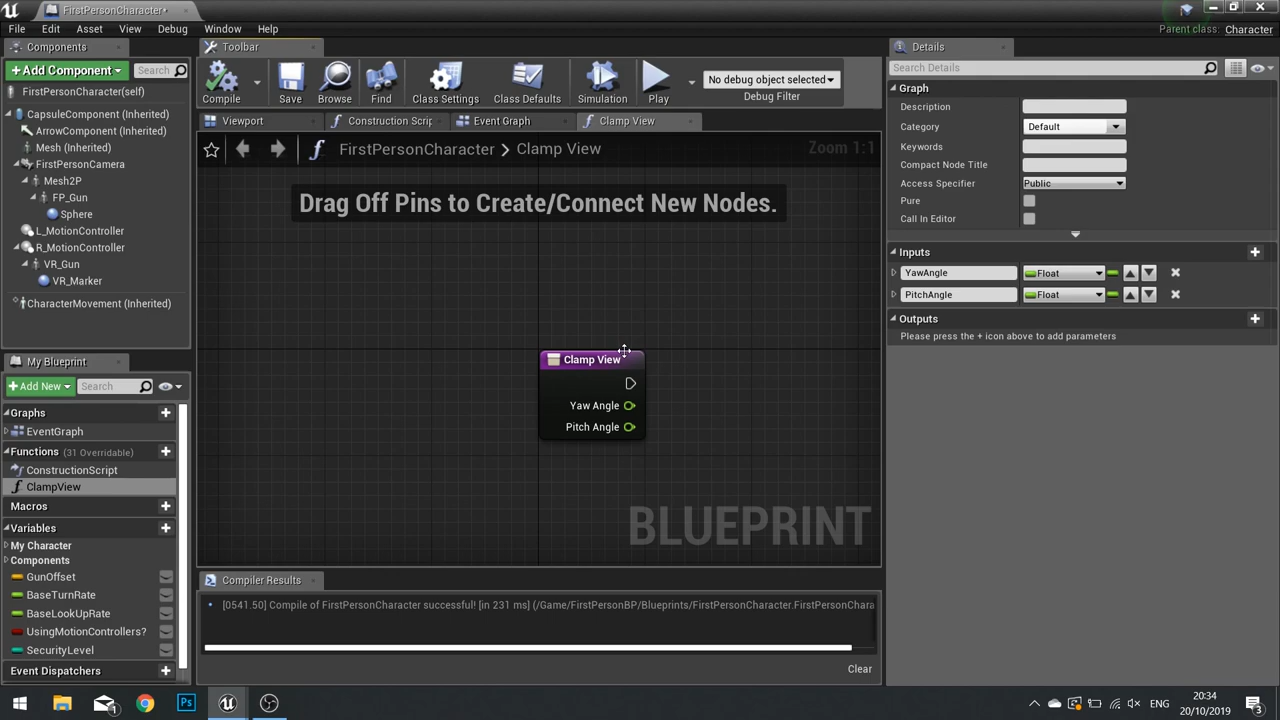 FirstPersonCharacter*
File Edit Asset View Debug Window Help
Parent class: Character
Components
Toolbar
Details
+ Add Component
Search
Compile
Save
Browse
Find
Class Settings
Class Defaults
Simulation
Play
No debug object selected
Debug Filter
Search Details
FirstPersonCharacter(self)
CapsuleComponent (Inherited)
ArrowComponent (Inherited)
Mesh (Inherited)
FirstPersonCamera
Mesh2P
FP_Gun
Sphere
L_MotionController
R_MotionController
VR_Gun
VR_Marker
CharacterMovement (Inherited)
Viewport
Construction Scrip
Event Graph
Clamp View
FirstPersonCharacter > Clamp View
Zoom 1:1
Drag Off Pins to Create/Connect New Nodes.
Clamp View
Yaw Angle
Pitch Angle
BLUEPRINT
Graph
Description
Category Default
Keywords
Compact Node Title
Access Specifier Public
Pure
Call In Editor
Inputs
YawAngle Float
PitchAngle Float
Outputs
Please press the + icon above to add parameters
My Blueprint
+ Add New
Search
Graphs
EventGraph
Functions (31 Overridable)
ConstructionScript
ClampView
Macros
Variables
My Character
Components
GunOffset
BaseTurnRate
BaseLookUpRate
UsingMotionControllers?
SecurityLevel
Event Dispatchers
Compiler Results
[0541.50] Compile of FirstPersonCharacter successful! [in 231 ms] (/Game/FirstPersonBP/Blueprints/FirstPersonCharacter.FirstPersonChara
Clear
Ps
1
ENG
20:34
20/10/2019
3